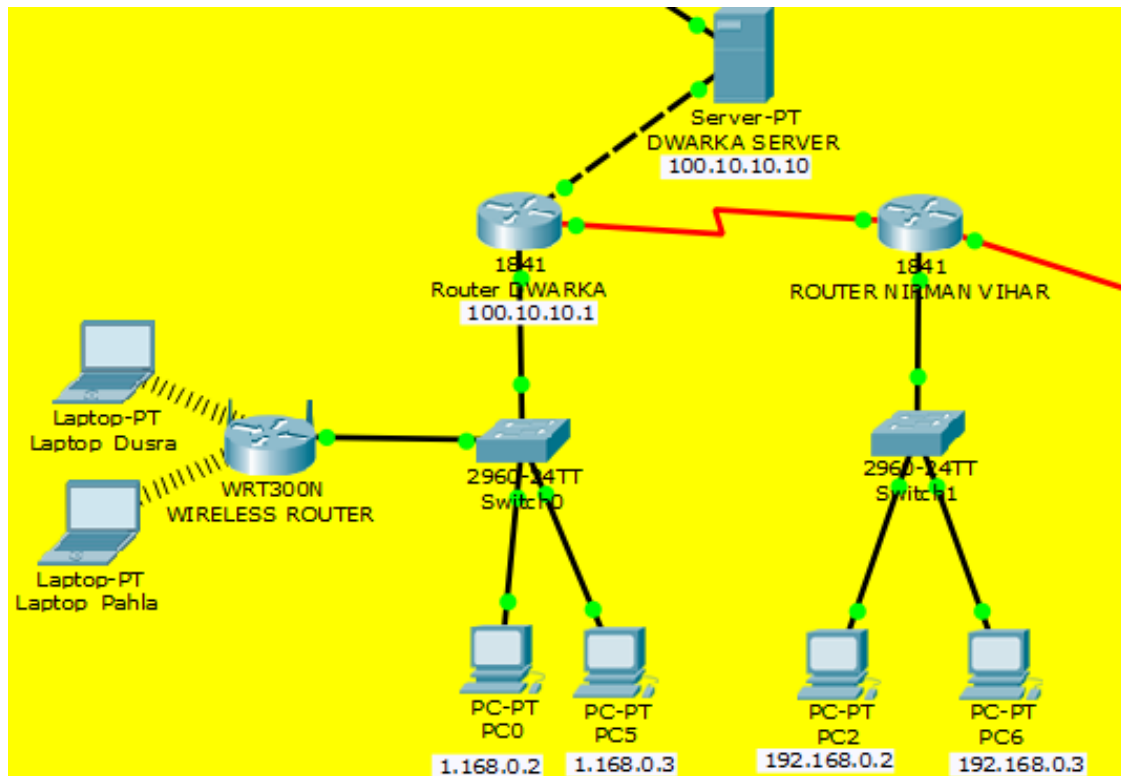 Server-PT
DWARKA SERVER
100.10.10.10
1841
Router DWARKA
100.10.10.1
1841
ROUTER NIRMAN VIHAR
Laptop-PT
Laptop Dusra
WRT300N
WIRELESS ROUTER
2960-24TT
Switch0
2960-24TT
Switch1
Laptop-PT
Laptop Pahla
PC-PT
PC0
1.168.0.2
PC-PT
PC5
1.168.0.3
PC-PT
PC2
192.168.0.2
PC-PT
PC6
192.168.0.3